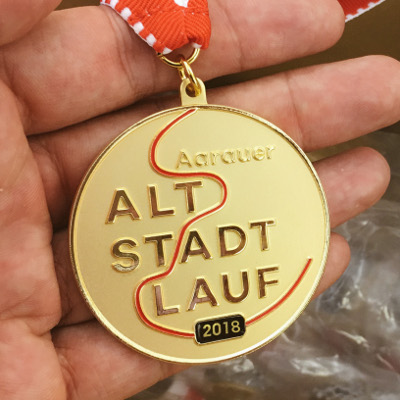 Aarauer
ALT
STADT
LAUF
2018